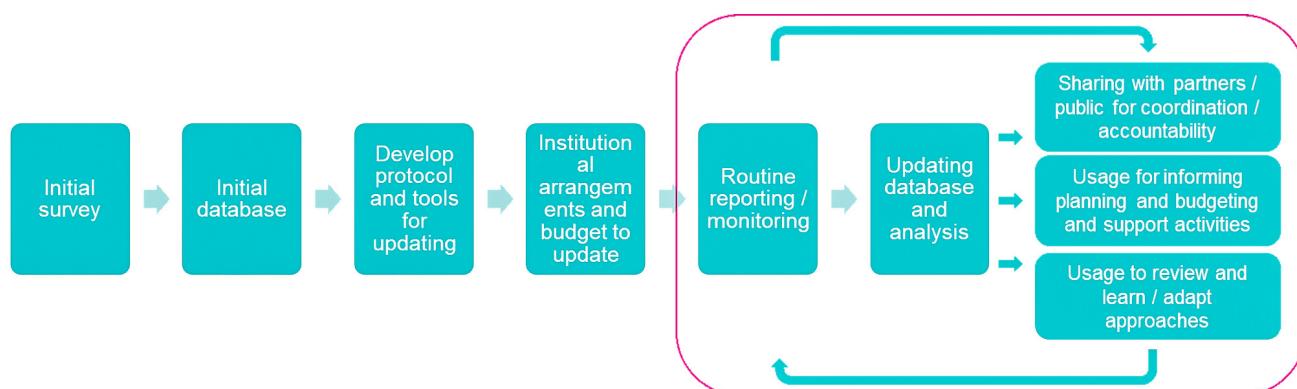 Initial
survey
Initial
database
Develop
protocol
and tools
for
updating
Institution
al
arrangem
ents and
budget to
update
Routine
reporting /
monitoring
Updating
database
and
analysis
Sharing with partners /
public for coordination /
accountability
Usage for informing
planning and budgeting
and support activities
Usage to review and
learn / adapt
approaches